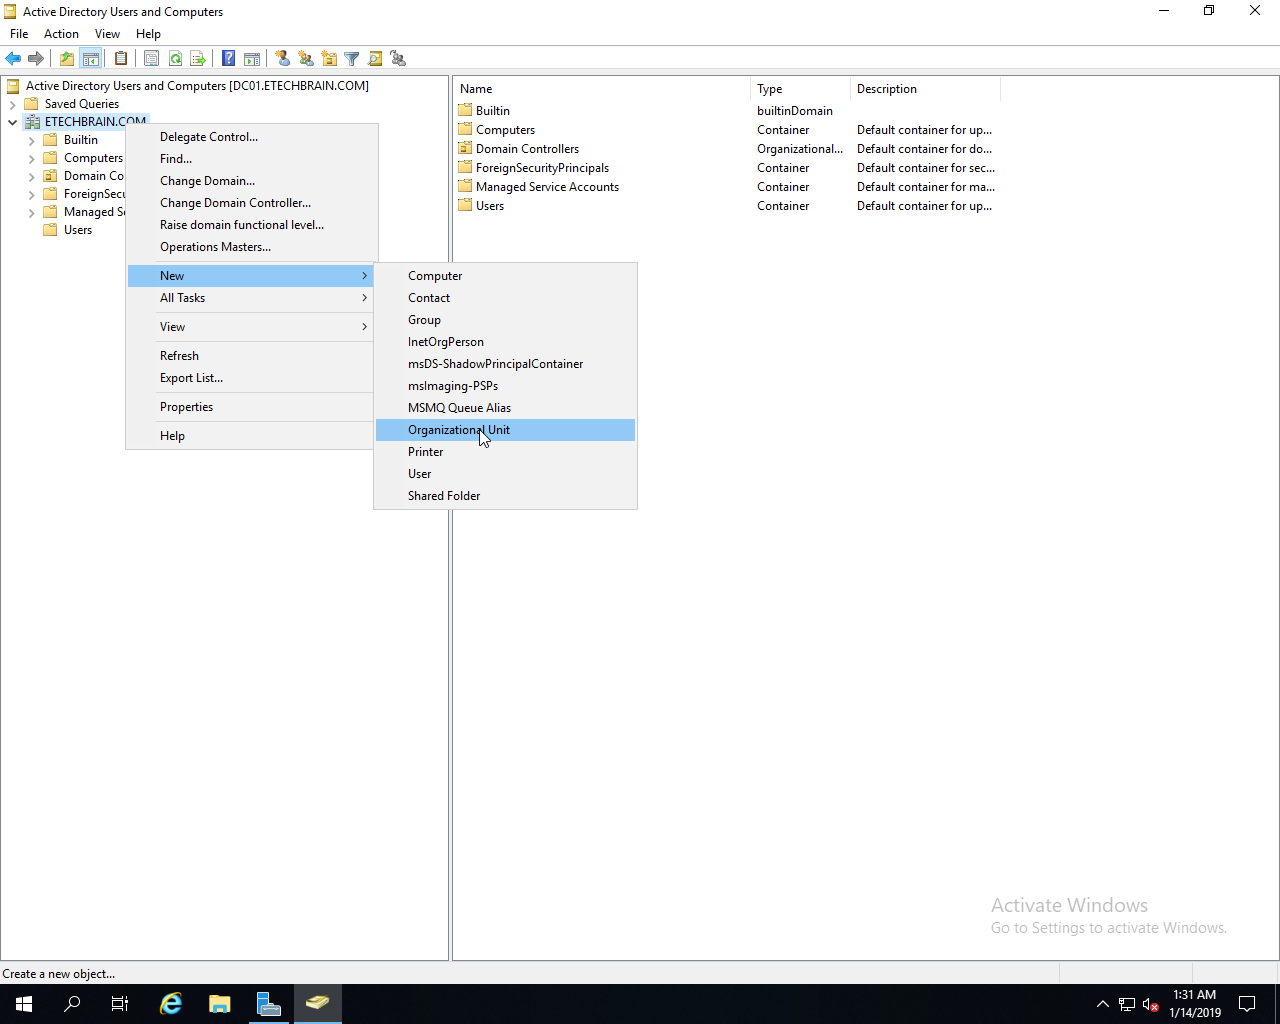 Active Directory Users and Computers
File Action View Help
Active Directory Users and Computers [DC01.ETECHBRAIN.COM]
Saved Queries
ETECHBRAIN.COM
Builtin
Computers
Domain Co
ForeignSecu
Managed Se
Users
Delegate Control...
Find...
Change Domain...
Change Domain Controller...
Raise domain functional level...
Operations Masters...
New
All Tasks
View
Refresh
Export List...
Properties
Help
Computer
Contact
Group
InetOrgPerson
msDS-ShadowPrincipalContainer
msImaging-PSPs
MSMQ Queue Alias
Organizational Unit
Printer
User
Shared Folder
Name Type Description
Builtin builtinDomain
Computers Container Default container for up...
Domain Controllers Organizational... Default container for do...
ForeignSecurityPrincipals Container Default container for sec...
Managed Service Accounts Container Default container for ma...
Users Container Default container for up...
Activate Windows
Go to Settings to activate Windows.
Create a new object...
1:31 AM
1/14/2019